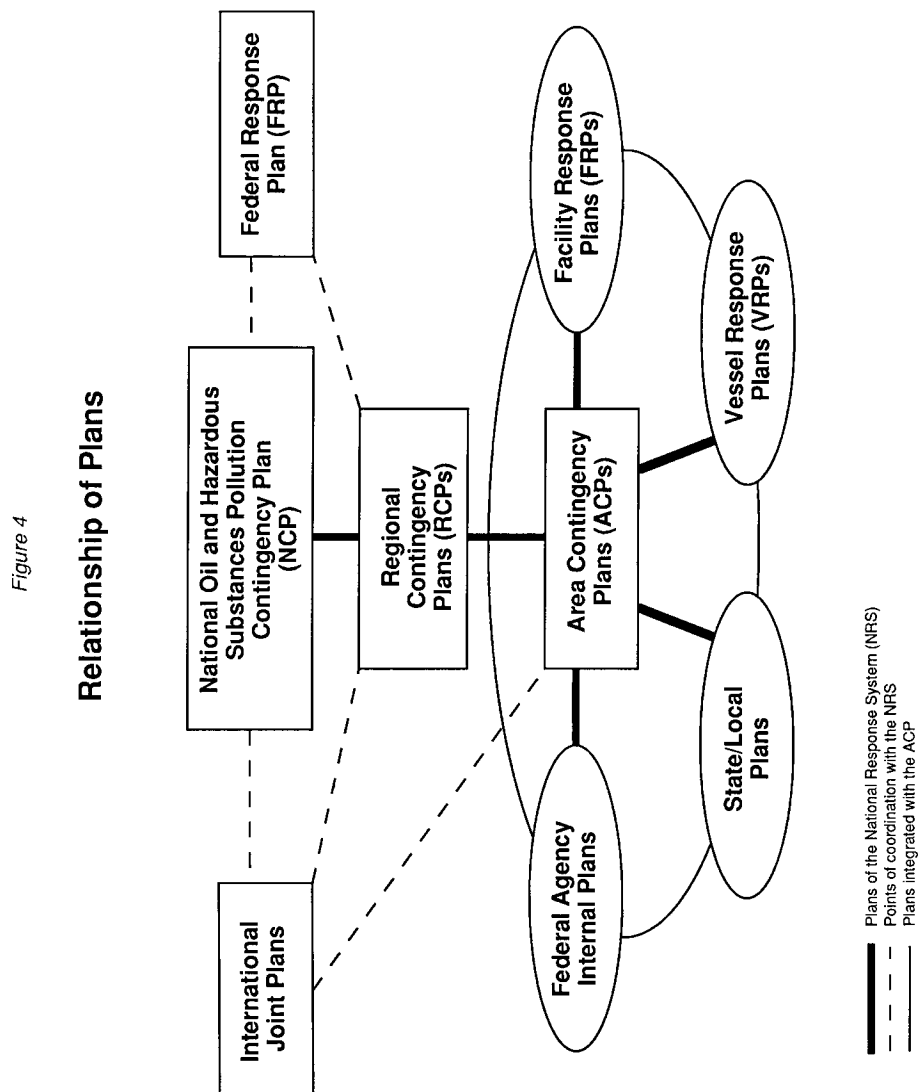 Figure 4
Relationship of Plans
International
Joint Plans
National Oil and Hazardous
Substances Pollution
Contingency Plan
(NCP)
Federal Response
Plan (FRP)
Regional
Contingency
Plans (RCPs)
Federal Agency
Internal Plans
Area Contingency
Plans (ACPs)
Facility Response
Plans (FRPs)
State/Local
Plans
Vessel Response
Plans (VRPs)
Plans of the National Response System (NRS)
Points of coordination with the NRS
Plans integrated with the ACP